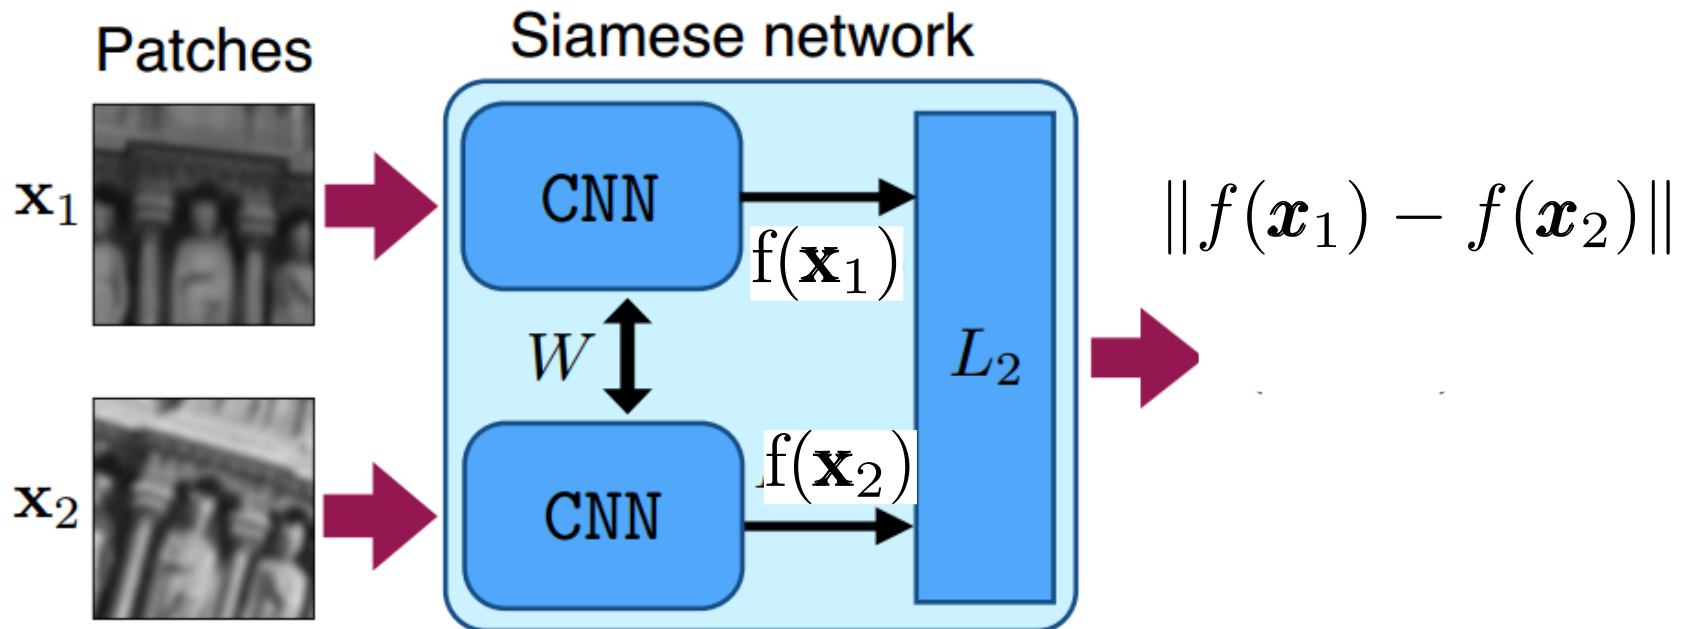 Patches
Siamese network
x₁
CNN
f(x₁)
‖f(x₁) − f(x₂)‖
W
L₂
x₂
CNN
f(x₂)